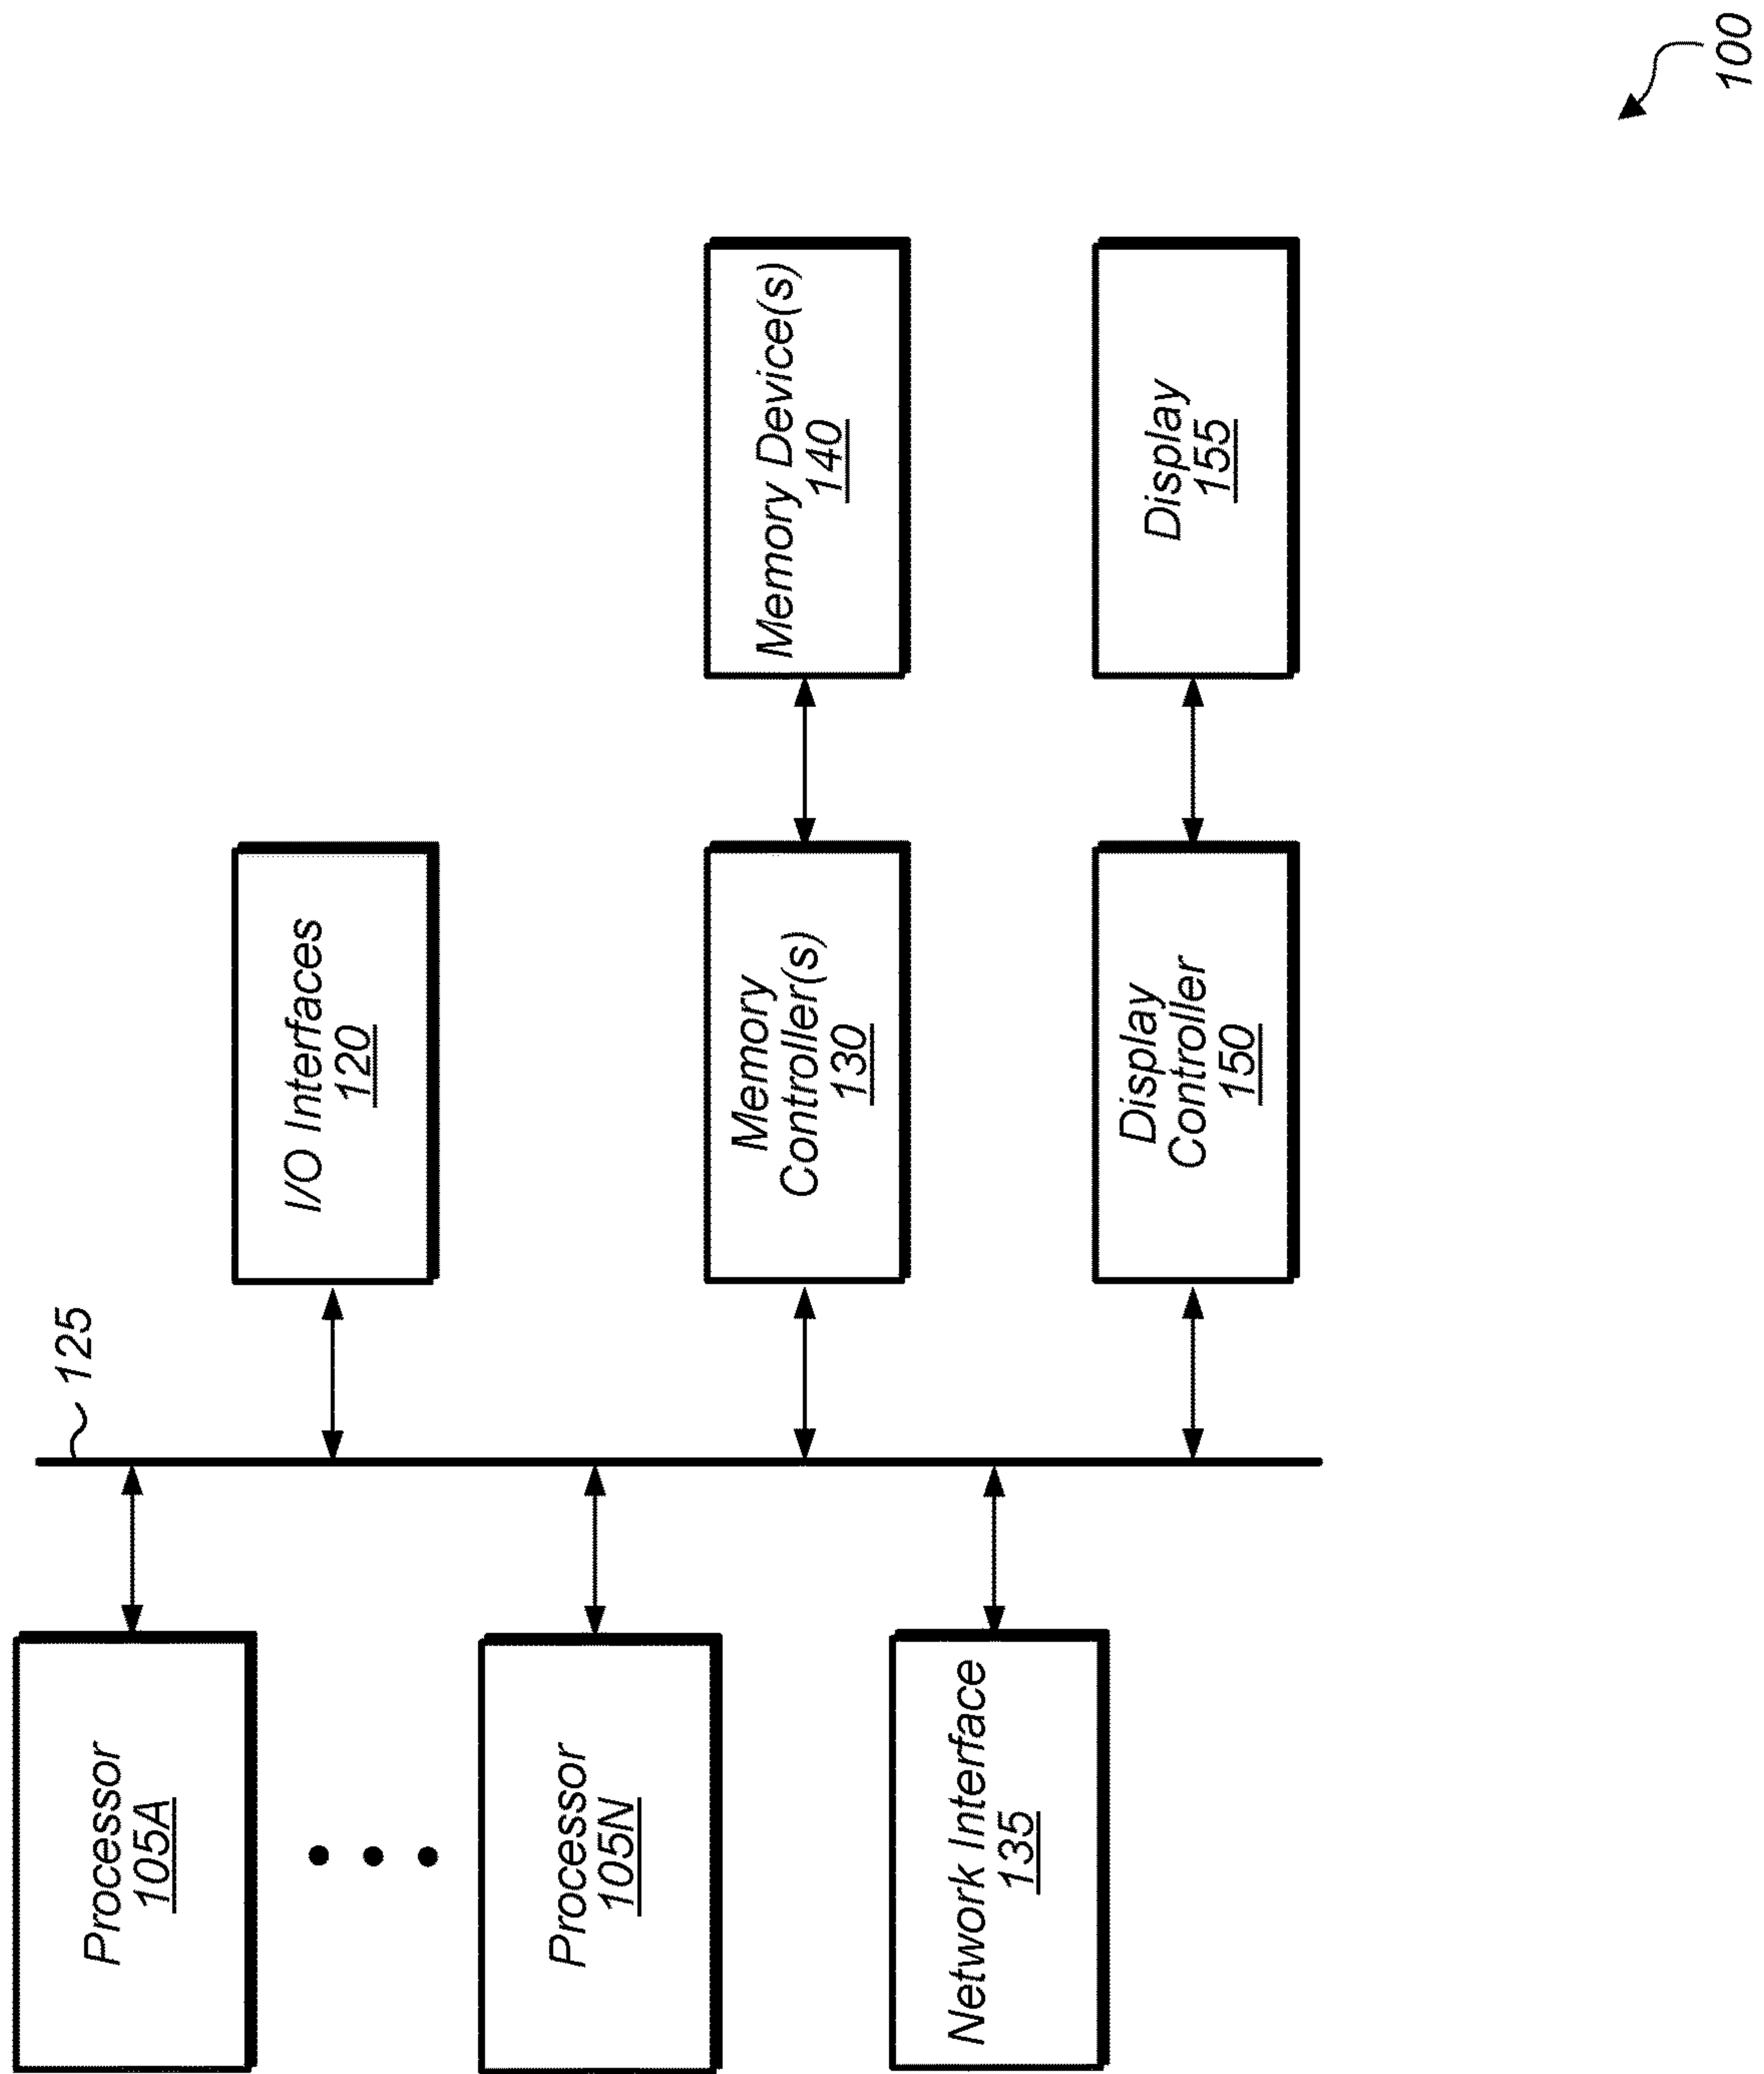 100
125
Processor
105A
I/O Interfaces
120
Processor
105N
Memory
Controller(s)
130
Memory Device(s)
140
Network Interface
135
Display
Controller
150
Display
155